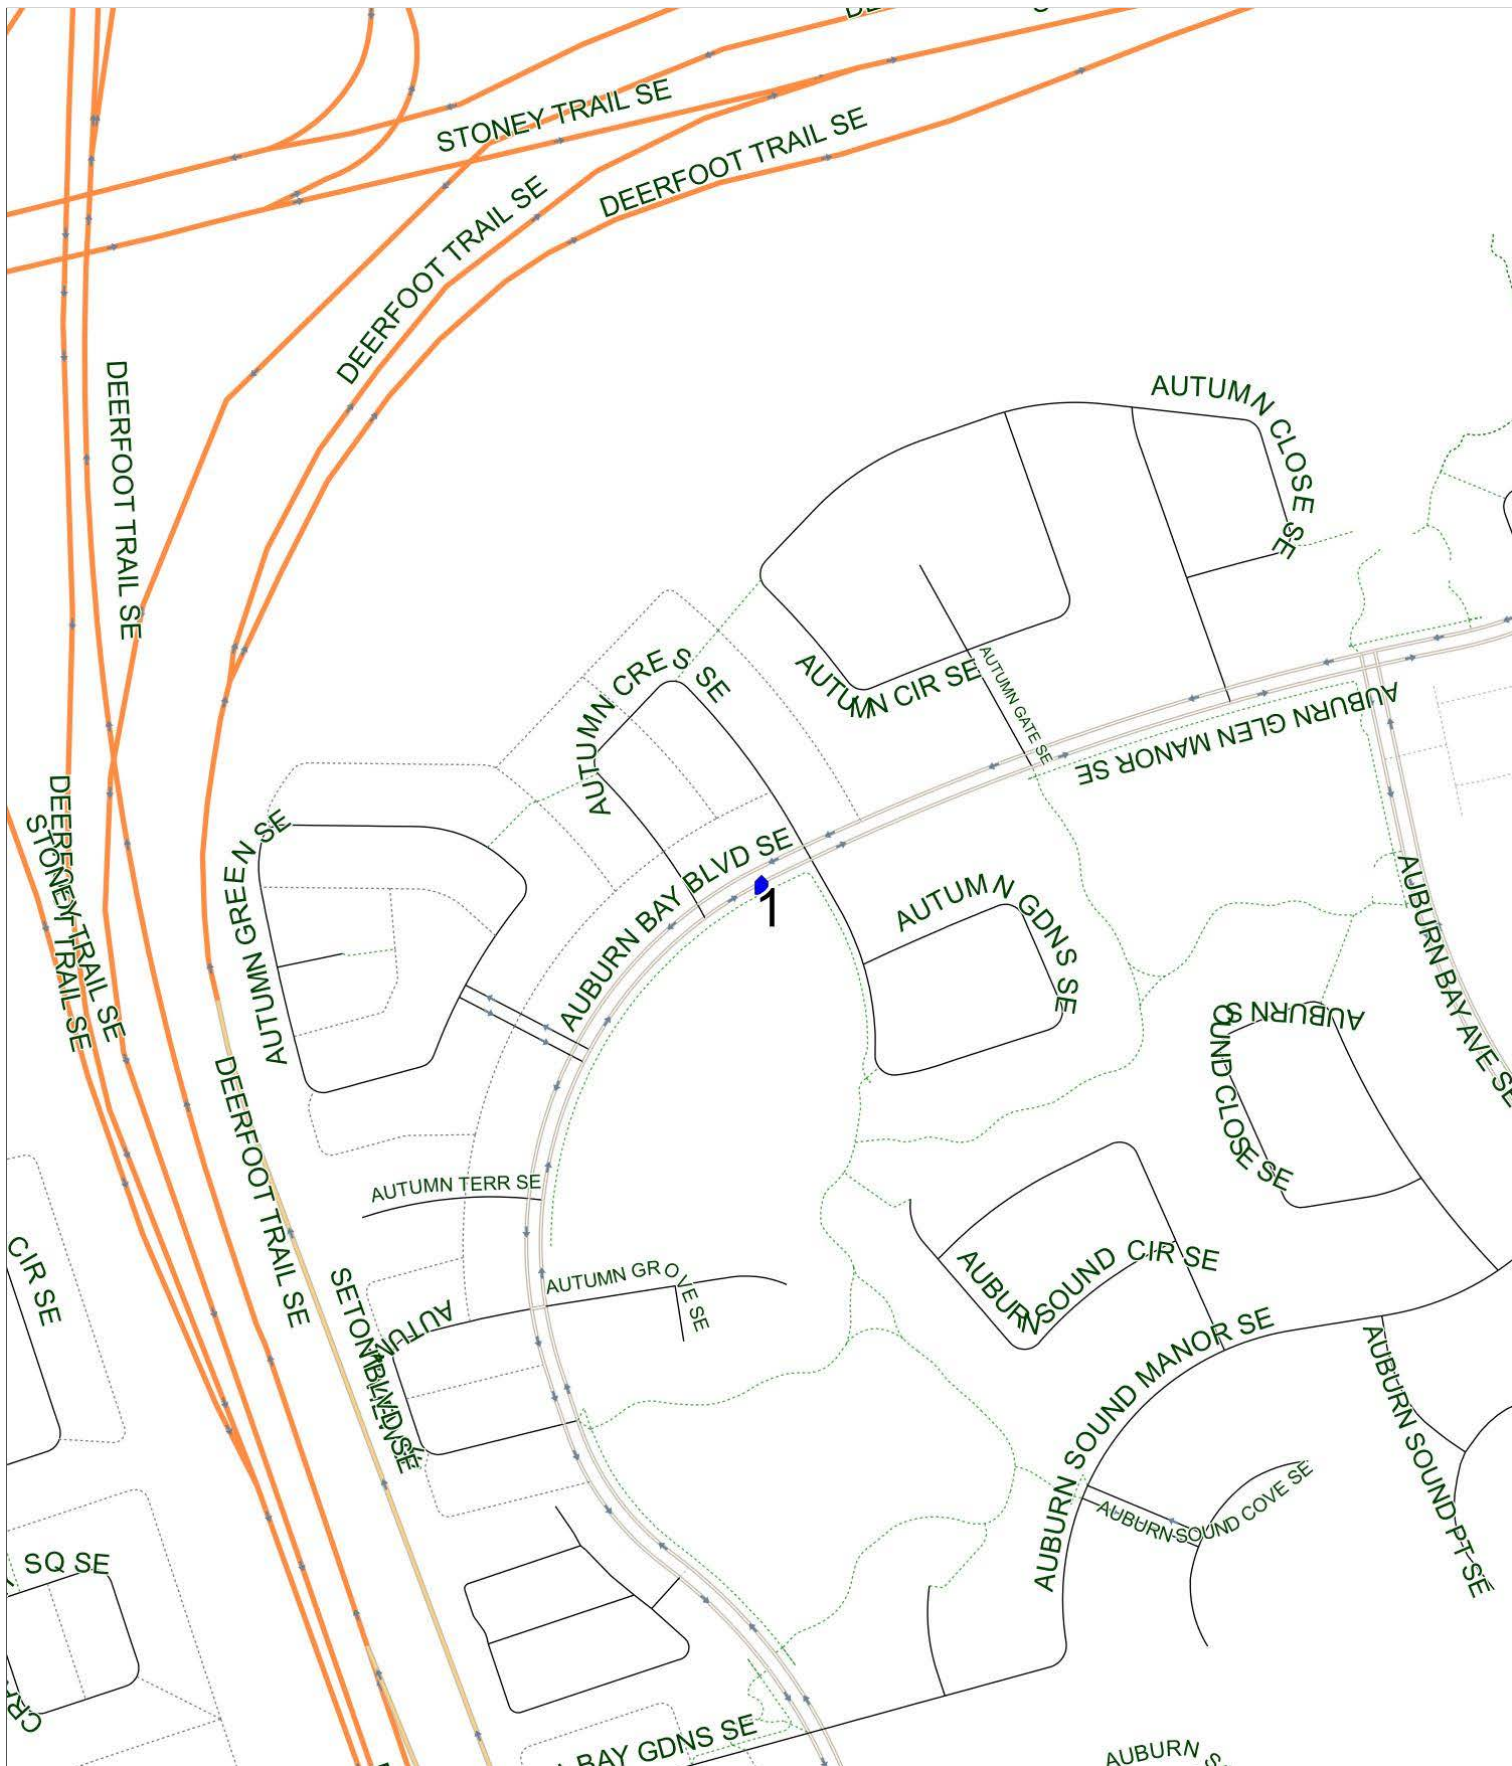 STONEY TRAIL SE
DEERFOOT TRAIL SE
DEERFOOT TRAIL SE
DEERFOOT TRAIL SE
AUTUMN CLOSE SE
AUTUMN CRES SE
AUTUMN CIR SE
AUTUMN GATE SE
AUBURN GLEN MANOR SE
AUTUMN GREEN SE
AUBURN BAY BLVD SE
1
AUTUMN GDNS SE
AUBURN BAY AVE SE
DEERFOOT TRAIL SE
STONEY TRAIL SE
AUBURN SOUND CLOSE SE
DEERFOOT TRAIL SE
AUTUMN TERR SE
CIR SE
AUTUMN GROVE SE
AUBURN SOUND CIR SE
SETON BLVD SE
AUTUMN
AUBURN SOUND MANOR SE
AUBURN SOUND PT SE
AUBURN SOUND COVE SE
SQ SE
BAY GDNS SE
AUBURN